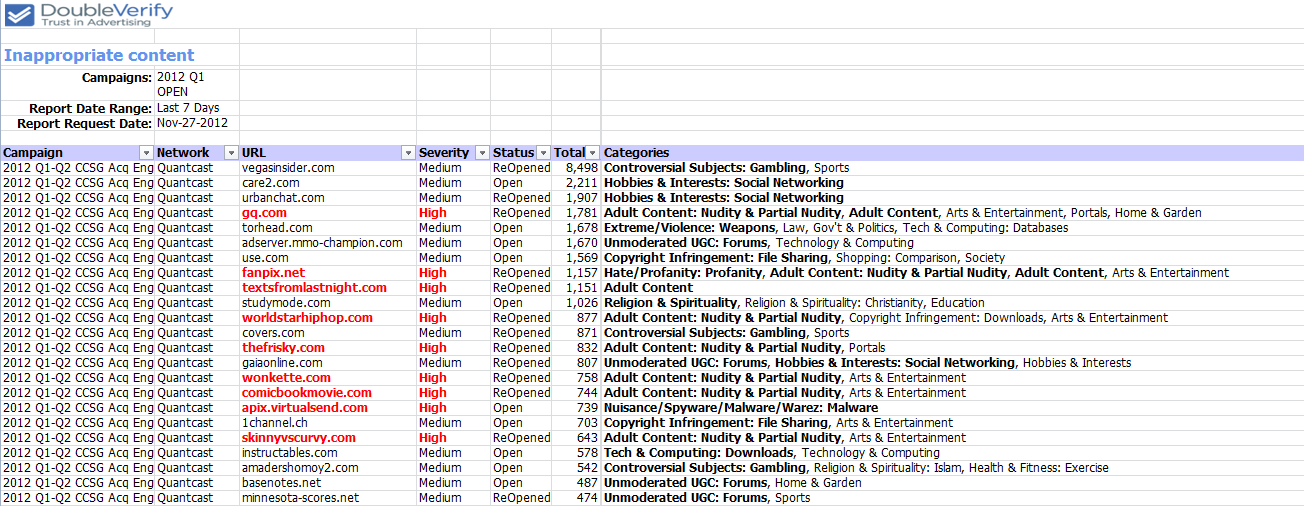 DoubleVerify
Trust in Advertising
Inappropriate content
Campaigns: 2012 Q1
OPEN
Report Date Range: Last 7 Days
Report Request Date: Nov-27-2012
Campaign Network URL Severity Status Total Categories
2012 Q1-Q2 CCSG Acq Eng Quantcast vegasinsider.com Medium ReOpened 8,498 Controversial Subjects: Gambling, Sports
2012 Q1-Q2 CCSG Acq Eng Quantcast care2.com Medium Open 2,211 Hobbies & Interests: Social Networking
2012 Q1-Q2 CCSG Acq Eng Quantcast urbanchat.com Medium ReOpened 1,907 Hobbies & Interests: Social Networking
2012 Q1-Q2 CCSG Acq Eng Quantcast gq.com High ReOpened 1,781 Adult Content: Nudity & Partial Nudity, Adult Content, Arts & Entertainment, Portals, Home & Garden
2012 Q1-Q2 CCSG Acq Eng Quantcast torhead.com Medium Open 1,678 Extreme/Violence: Weapons, Law, Gov't & Politics, Tech & Computing: Databases
2012 Q1-Q2 CCSG Acq Eng Quantcast adserver.mmo-champion.com Medium Open 1,670 Unmoderated UGC: Forums, Technology & Computing
2012 Q1-Q2 CCSG Acq Eng Quantcast use.com Medium Open 1,569 Copyright Infringement: File Sharing, Shopping: Comparison, Society
2012 Q1-Q2 CCSG Acq Eng Quantcast fanpix.net High ReOpened 1,157 Hate/Profanity: Profanity, Adult Content: Nudity & Partial Nudity, Adult Content, Arts & Entertainment
2012 Q1-Q2 CCSG Acq Eng Quantcast textsfromlastnight.com High ReOpened 1,151 Adult Content
2012 Q1-Q2 CCSG Acq Eng Quantcast studymode.com Medium Open 1,026 Religion & Spirituality, Religion & Spirituality: Christianity, Education
2012 Q1-Q2 CCSG Acq Eng Quantcast worldstarhiphop.com High ReOpened 877 Adult Content: Nudity & Partial Nudity, Copyright Infringement: Downloads, Arts & Entertainment
2012 Q1-Q2 CCSG Acq Eng Quantcast covers.com Medium ReOpened 871 Controversial Subjects: Gambling, Sports
2012 Q1-Q2 CCSG Acq Eng Quantcast thefrisky.com High ReOpened 832 Adult Content: Nudity & Partial Nudity, Portals
2012 Q1-Q2 CCSG Acq Eng Quantcast gaiaonline.com Medium ReOpened 807 Unmoderated UGC: Forums, Hobbies & Interests: Social Networking, Hobbies & Interests
2012 Q1-Q2 CCSG Acq Eng Quantcast wonkette.com High ReOpened 758 Adult Content: Nudity & Partial Nudity, Arts & Entertainment
2012 Q1-Q2 CCSG Acq Eng Quantcast comicbookmovie.com High ReOpened 744 Adult Content: Nudity & Partial Nudity, Arts & Entertainment
2012 Q1-Q2 CCSG Acq Eng Quantcast apix.virtualsend.com High Open 739 Nuisance/Spyware/Malware/Warez: Malware
2012 Q1-Q2 CCSG Acq Eng Quantcast 1channel.ch Medium Open 703 Copyright Infringement: File Sharing, Arts & Entertainment
2012 Q1-Q2 CCSG Acq Eng Quantcast skinnyvscurvy.com High ReOpened 643 Adult Content: Nudity & Partial Nudity, Arts & Entertainment
2012 Q1-Q2 CCSG Acq Eng Quantcast instructables.com Medium Open 578 Tech & Computing: Downloads, Technology & Computing
2012 Q1-Q2 CCSG Acq Eng Quantcast amadershomoy2.com Medium Open 542 Controversial Subjects: Gambling, Religion & Spirituality: Islam, Health & Fitness: Exercise
2012 Q1-Q2 CCSG Acq Eng Quantcast basenotes.net Medium Open 487 Unmoderated UGC: Forums, Home & Garden
2012 Q1-Q2 CCSG Acq Eng Quantcast minnesota-scores.net Medium ReOpened 474 Unmoderated UGC: Forums, Sports